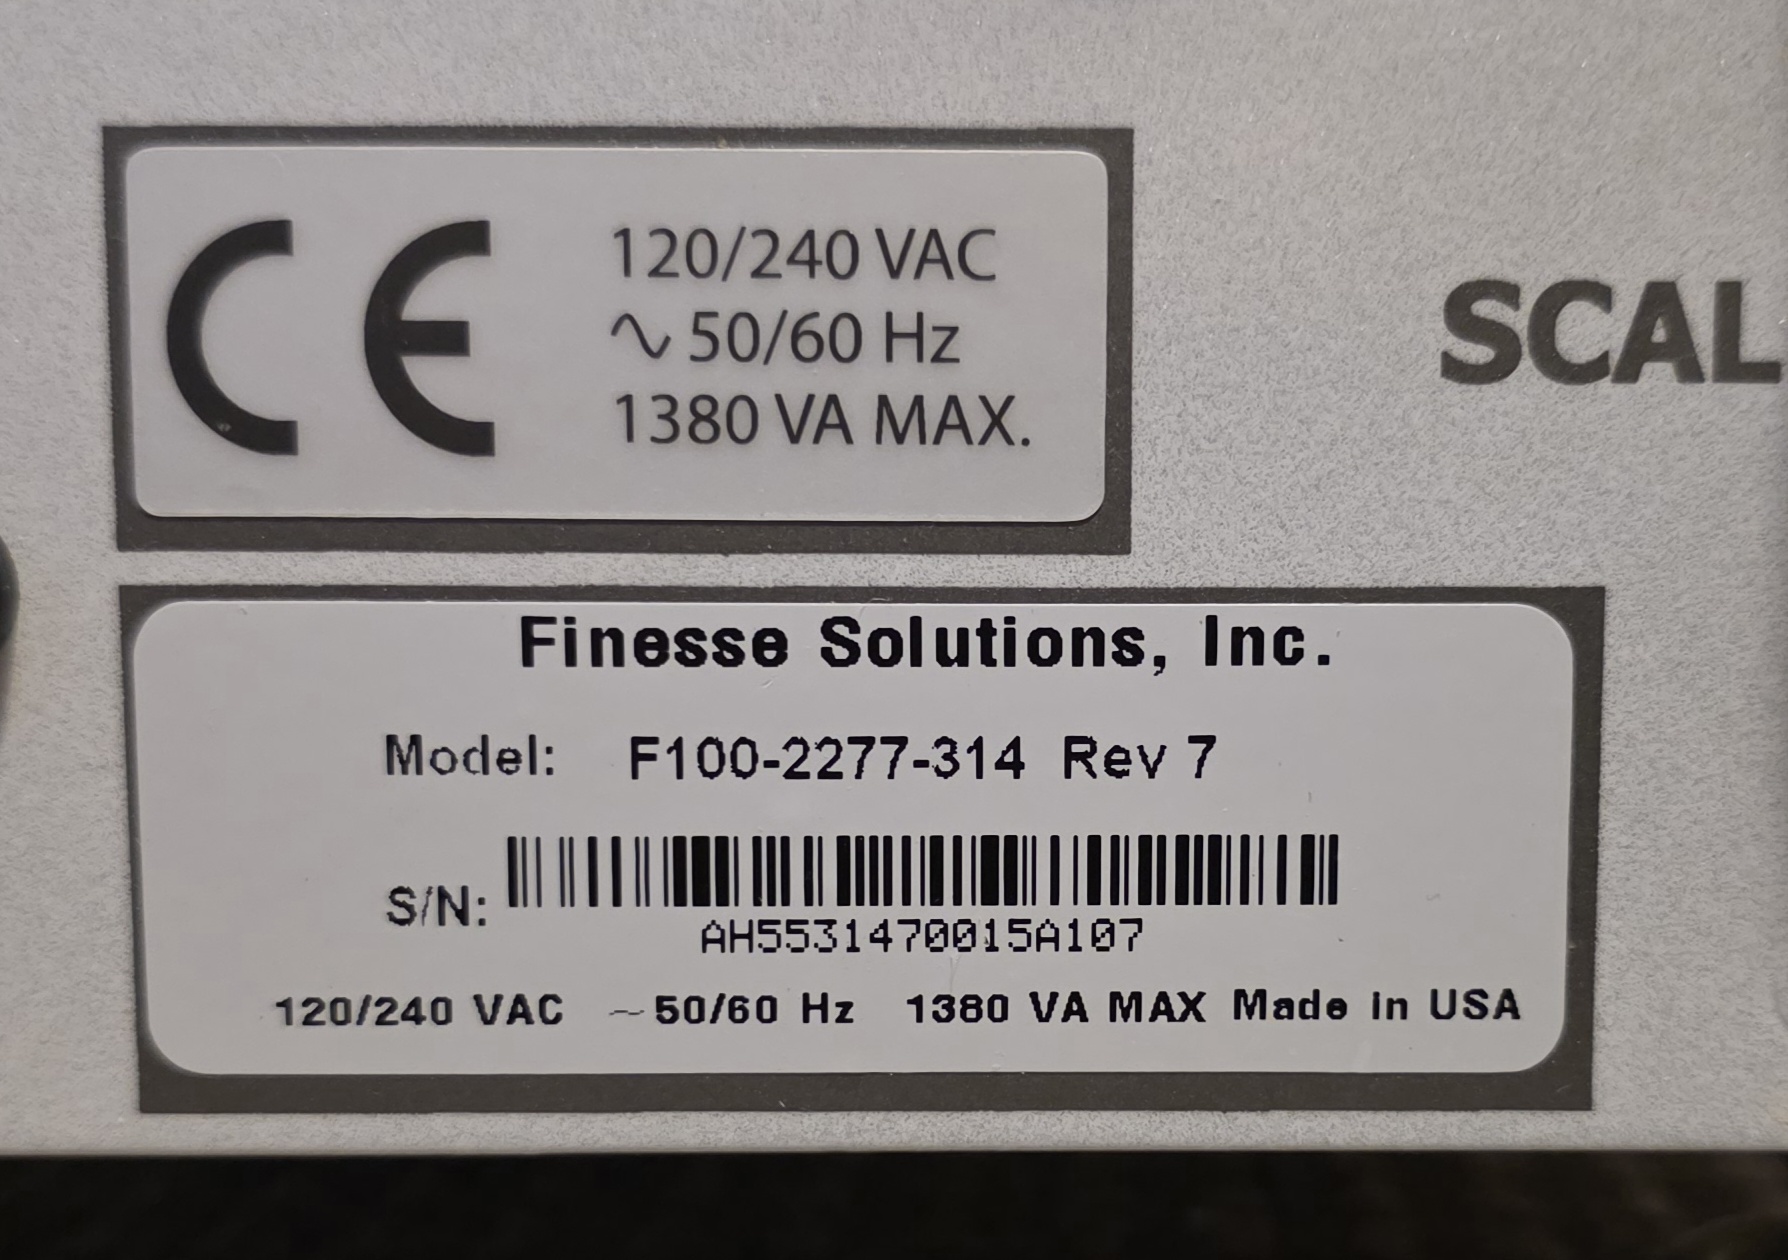 CE
120/240 VAC
∿ 50/60 Hz
1380 VA MAX.
SCAL
Finesse Solutions, Inc.
Model: F100-2277-314 Rev 7
S/N:
AH5531470015A107
120/240 VAC ~50/60 Hz 1380 VA MAX Made in USA